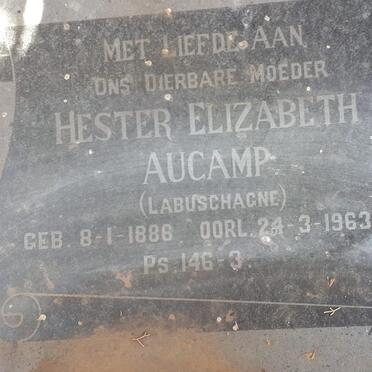 MET LIEFDE AAN
ONS DIERBARE MOEDER
HESTER ELIZABETH
AUCAMP
(LABUSCHAGNE)
GEB. 8-1-1886 OORL. 24-3-1963
PS. 146-3